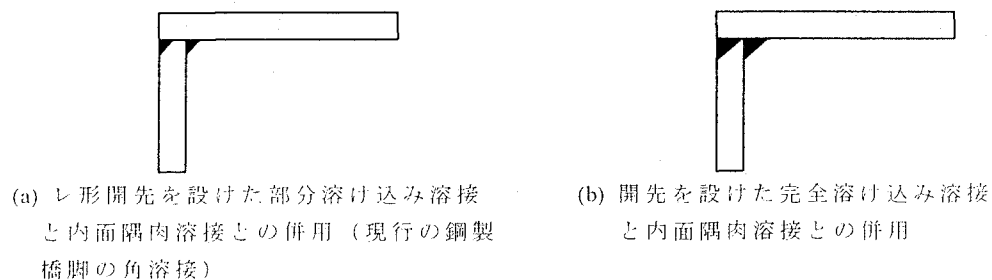 (a) レ形開先を設けた部分溶け込み溶接
と内面隅肉溶接との併用（現行の鋼製
橋脚の角溶接）
(b) 開先を設けた完全溶け込み溶接
と内面隅肉溶接との併用